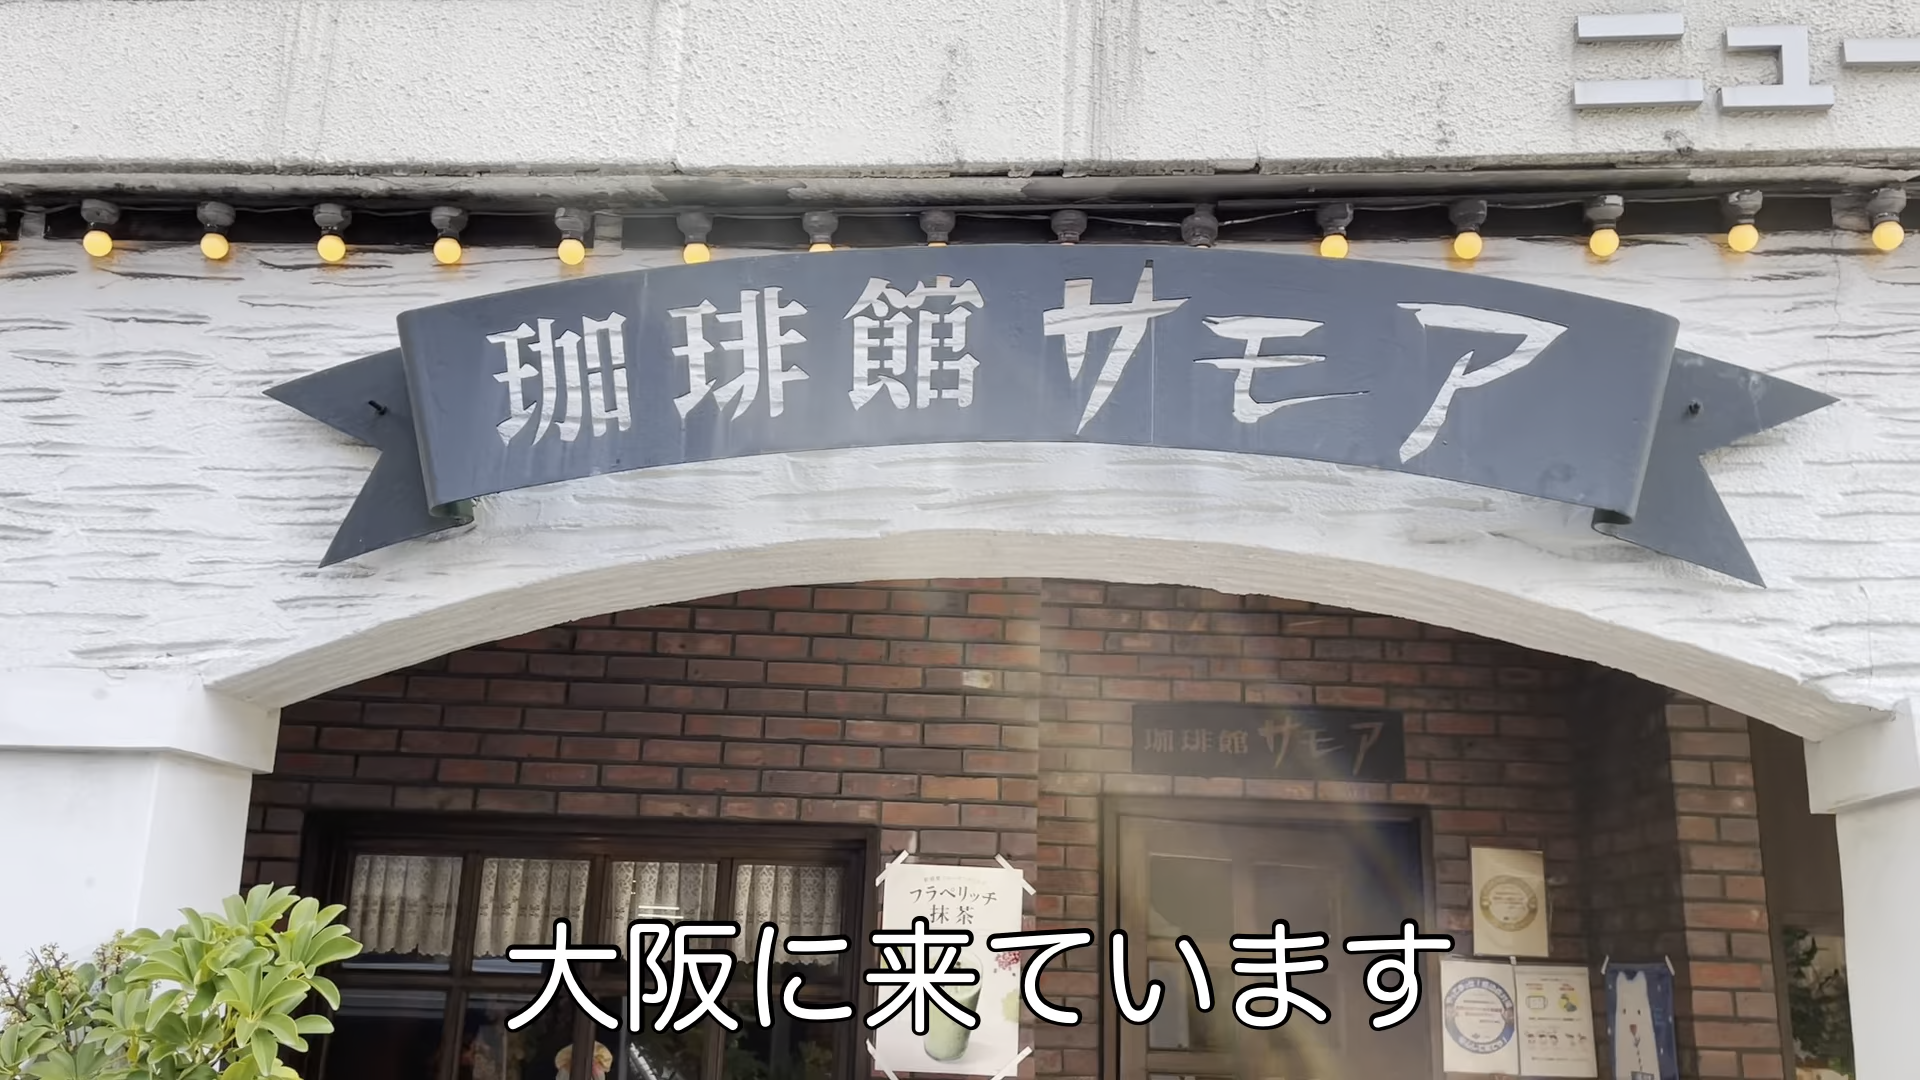 ニュー
珈琲館 サモア
珈琲館 サモア
フラペリッチ
抹茶
大阪に来ています